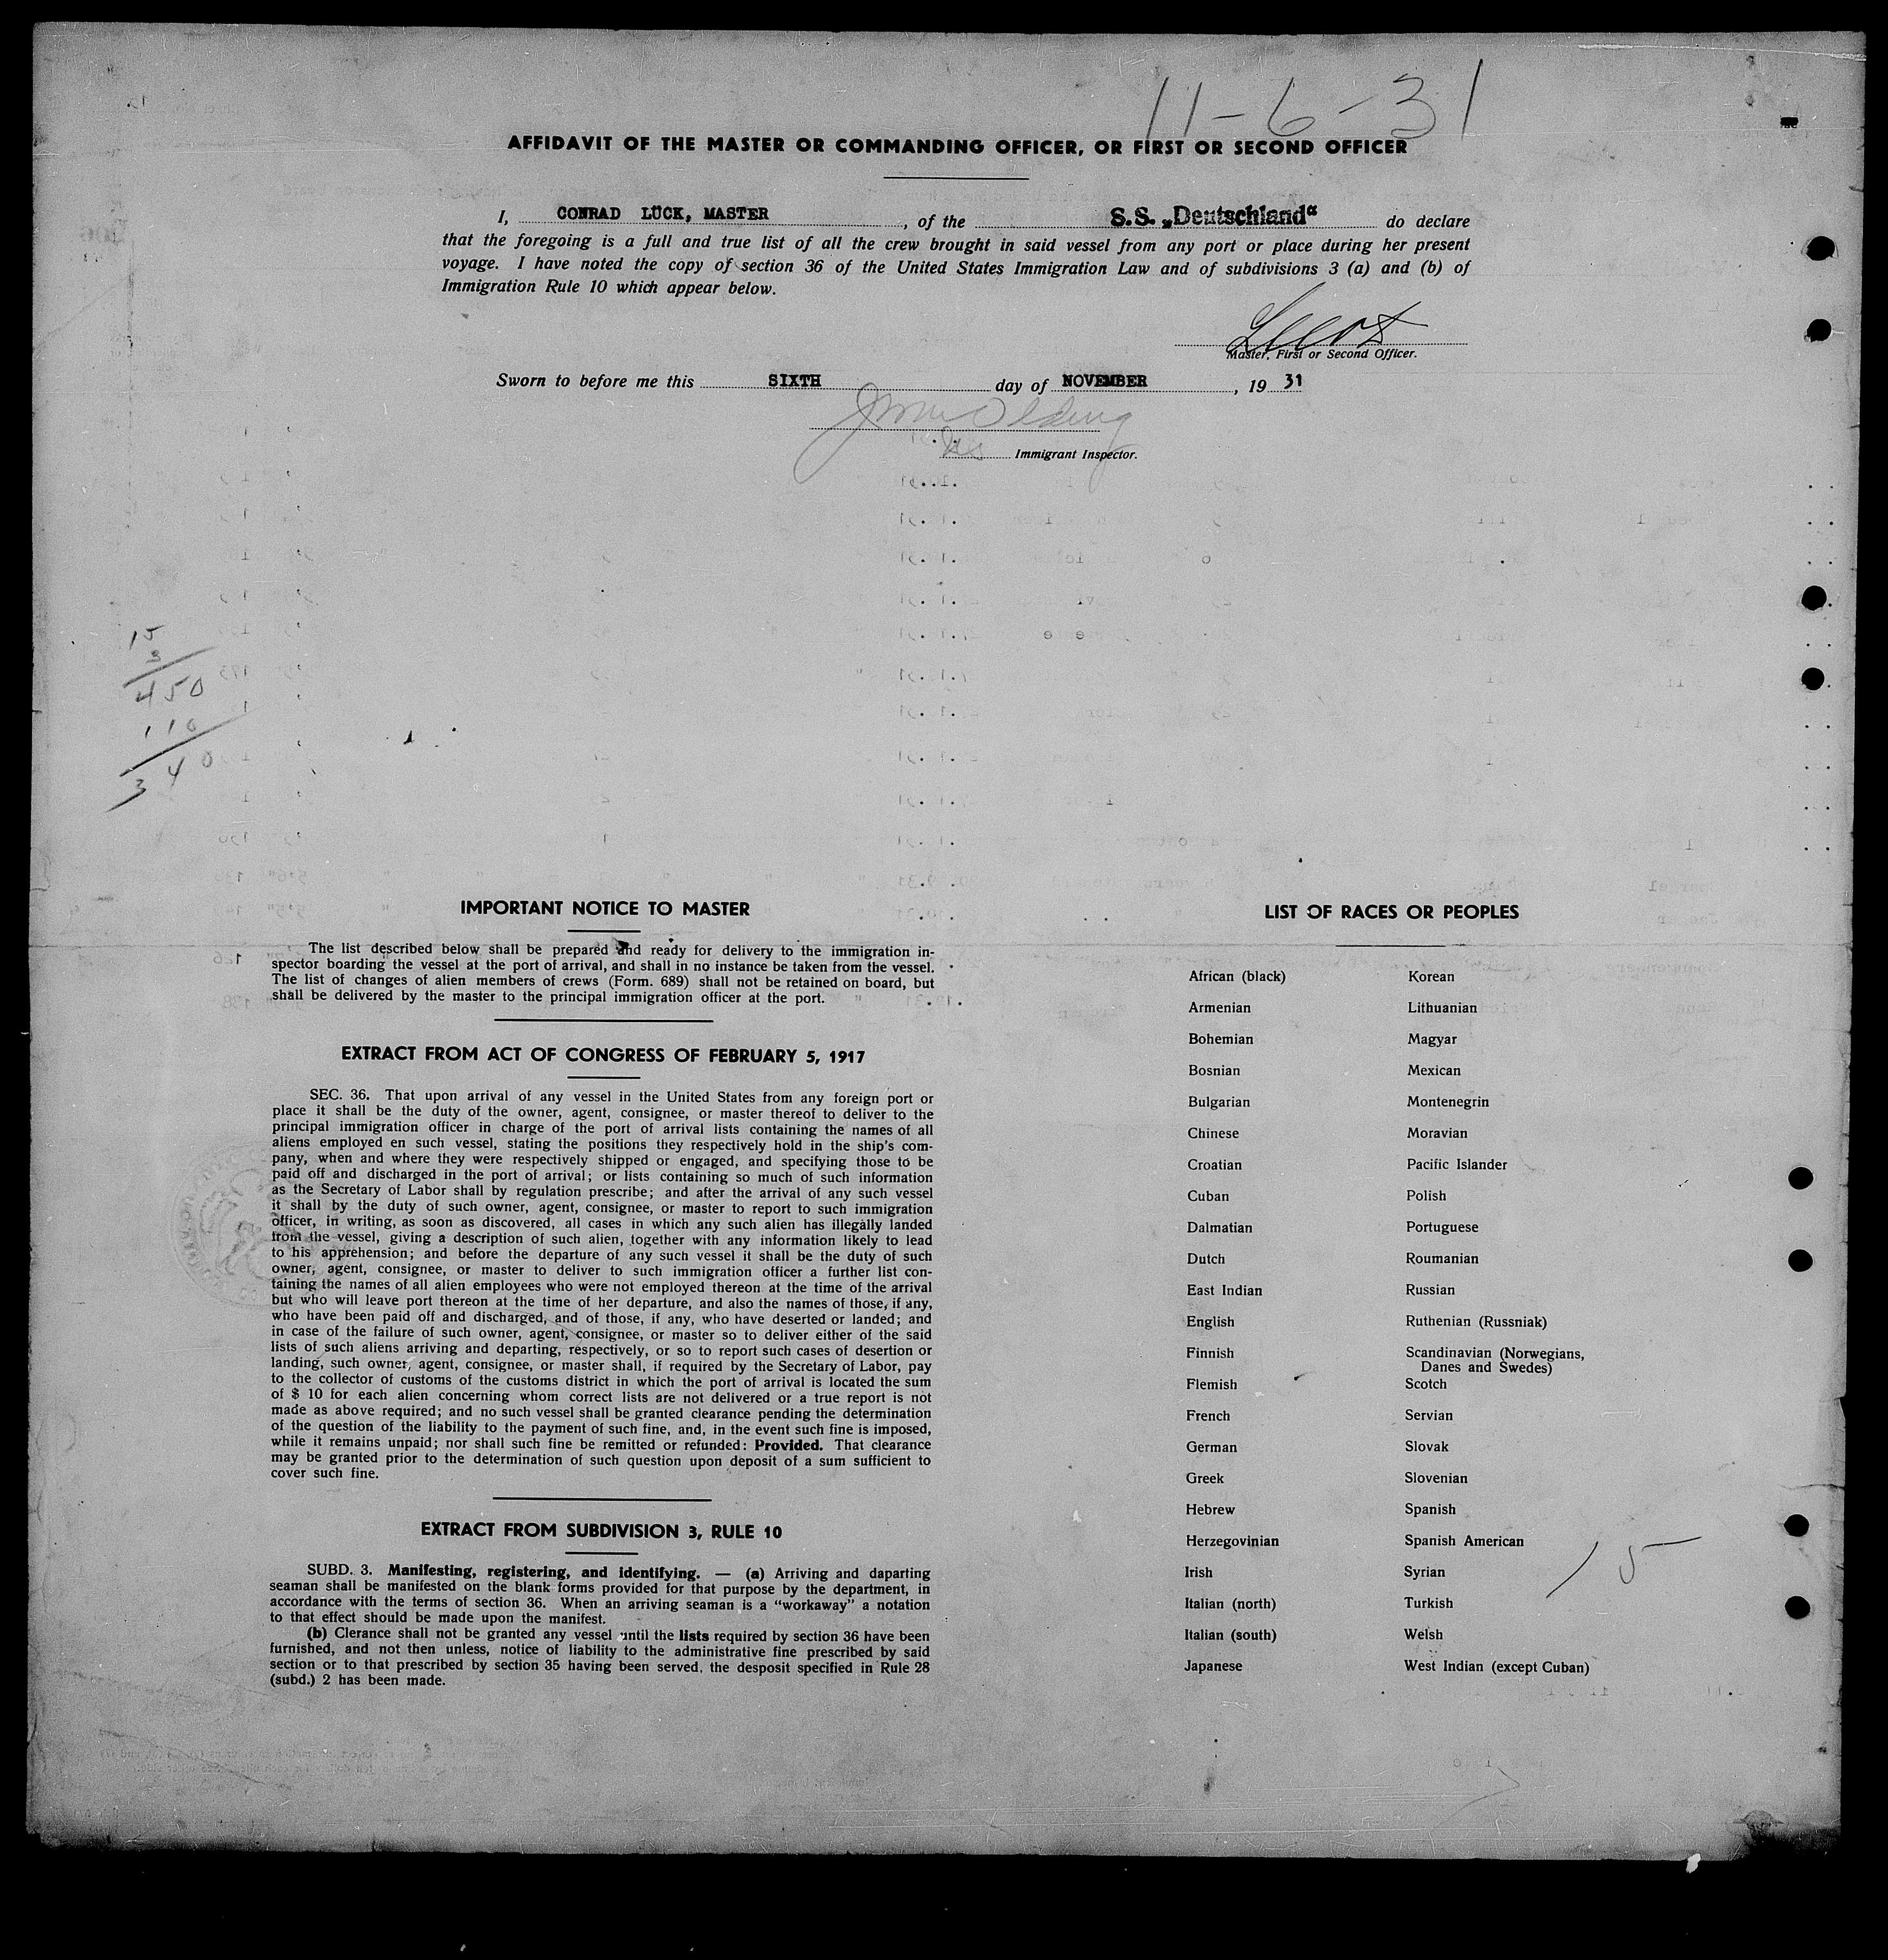 11-6-31
AFFIDAVIT OF THE MASTER OR COMMANDING OFFICER, OR FIRST OR SECOND OFFICER
I, CONRAD LÜCK, MASTER, of the S.S. „Deutschland“ do declare
that the foregoing is a full and true list of all the crew brought in said vessel from any port or place during her present
voyage. I have noted the copy of section 36 of the United States Immigration Law and of subdivisions 3 (a) and (b) of
Immigration Rule 10 which appear below.
Master, First or Second Officer.
Sworn to before me this SIXTH day of NOVEMBER, 19 31
Immigrant Inspector.
15
3
450
110
340
IMPORTANT NOTICE TO MASTER
The list described below shall be prepared and ready for delivery to the immigration in-
spector boarding the vessel at the port of arrival, and shall in no instance be taken from the vessel.
The list of changes of alien members of crews (Form. 689) shall not be retained on board, but
shall be delivered by the master to the principal immigration officer at the port.
EXTRACT FROM ACT OF CONGRESS OF FEBRUARY 5, 1917
SEC. 36. That upon arrival of any vessel in the United States from any foreign port or
place it shall be the duty of the owner, agent, consignee, or master thereof to deliver to the
principal immigration officer in charge of the port of arrival lists containing the names of all
aliens employed en such vessel, stating the positions they respectively hold in the ship's com-
pany, when and where they were respectively shipped or engaged, and specifying those to be
paid off and discharged in the port of arrival; or lists containing so much of such information
as the Secretary of Labor shall by regulation prescribe; and after the arrival of any such vessel
it shall by the duty of such owner, agent, consignee, or master to report to such immigration
officer, in writing, as soon as discovered, all cases in which any such alien has illegally landed
from the vessel, giving a description of such alien, together with any information likely to lead
to his apprehension; and before the departure of any such vessel it shall be the duty of such
owner, agent, consignee, or master to deliver to such immigration officer a further list con-
taining the names of all alien employees who were not employed thereon at the time of the arrival
but who will leave port thereon at the time of her departure, and also the names of those, if any,
who have been paid off and discharged, and of those, if any, who have deserted or landed; and
in case of the failure of such owner, agent, consignee, or master so to deliver either of the said
lists of such aliens arriving and departing, respectively, or so to report such cases of desertion or
landing, such owner, agent, consignee, or master shall, if required by the Secretary of Labor, pay
to the collector of customs of the customs district in which the port of arrival is located the sum
of $ 10 for each alien concerning whom correct lists are not delivered or a true report is not
made as above required; and no such vessel shall be granted clearance pending the determination
of the question of the liability to the payment of such fine, and, in the event such fine is imposed,
while it remains unpaid; nor shall such fine be remitted or refunded: Provided. That clearance
may be granted prior to the determination of such question upon deposit of a sum sufficient to
cover such fine.
EXTRACT FROM SUBDIVISION 3, RULE 10
SUBD. 3. Manifesting, registering, and identifying. — (a) Arriving and daparting
seaman shall be manifested on the blank forms provided for that purpose by the department, in
accordance with the terms of section 36. When an arriving seaman is a “workaway” a notation
to that effect should be made upon the manifest.
(b) Clerance shall not be granted any vessel until the lists required by section 36 have been
furnished, and not then unless, notice of liability to the administrative fine prescribed by said
section or to that prescribed by section 35 having been served, the desposit specified in Rule 28
(subd.) 2 has been made.
LIST OF RACES OR PEOPLES
African (black)
Armenian
Bohemian
Bosnian
Bulgarian
Chinese
Croatian
Cuban
Dalmatian
Dutch
East Indian
English
Finnish
Flemish
French
German
Greek
Hebrew
Herzegovinian
Irish
Italian (north)
Italian (south)
Japanese
Korean
Lithuanian
Magyar
Mexican
Montenegrin
Moravian
Pacific Islander
Polish
Portuguese
Roumanian
Russian
Ruthenian (Russniak)
Scandinavian (Norwegians,
Danes and Swedes)
Scotch
Servian
Slovak
Slovenian
Spanish
Spanish American
Syrian
Turkish
Welsh
West Indian (except Cuban)
15